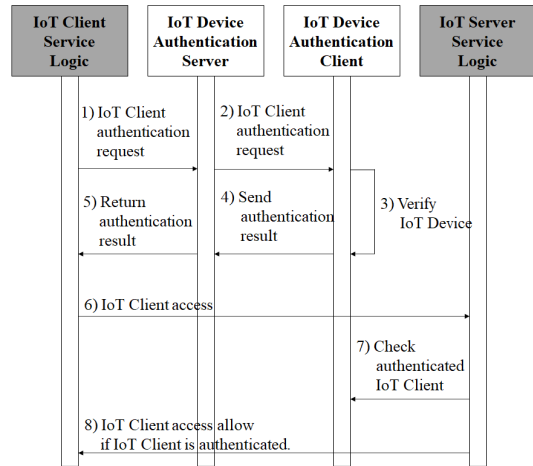 IoT Client
Service
Logic
IoT Device
Authentication
Server
IoT Device
Authentication
Client
IoT Server
Service
Logic
1) IoT Client
authentication
request
2) IoT Client
authentication
request
5) Return
authentication
result
4) Send
authentication
result
3) Verify
IoT Device
6) IoT Client access
7) Check
authenticated
IoT Client
8) IoT Client access allow
if IoT Client is authenticated.